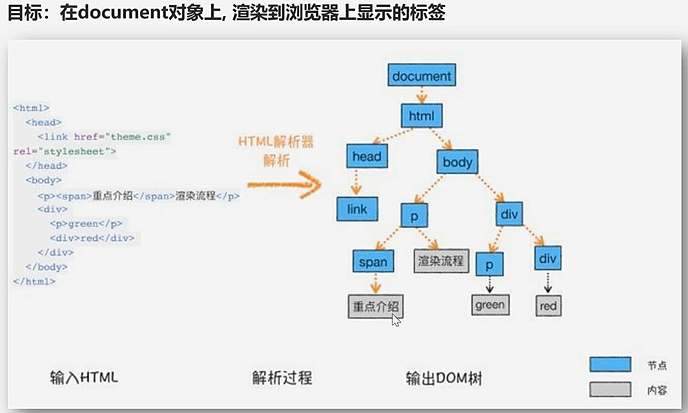 目标：在document对象上, 渲染到浏览器上显示的标签
<html>
<head>
<link href="theme.css"
rel="stylesheet">
</head>
<body>
<p><span>重点介绍</span>渲染流程</p>
<div>
<p>green</p>
<div>red</div>
</div>
</body>
</html>
HTML解析器
解析
document
html
head
body
link
p
div
span
渲染流程
p
div
重点介绍
green
red
输入HTML
解析过程
输出DOM树
节点
内容